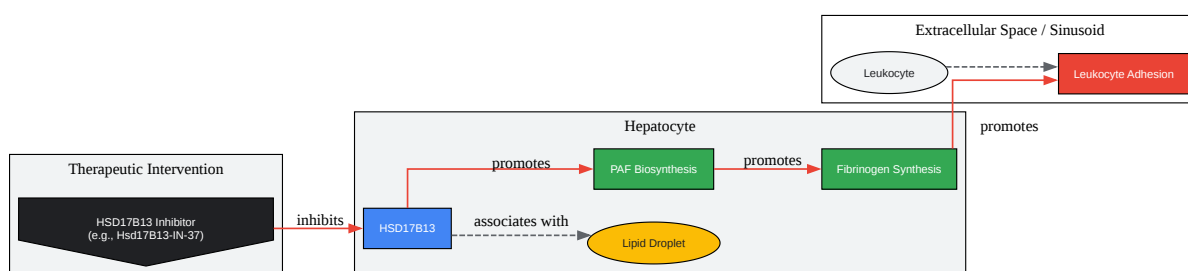 Extracellular Space / Sinusoid
Leukocyte
Leukocyte Adhesion
promotes
Hepatocyte
promotes
PAF Biosynthesis
promotes
Fibrinogen Synthesis
Therapeutic Intervention
HSD17B13 Inhibitor
(e.g., Hsd17B13-IN-37)
inhibits
HSD17B13
associates with
Lipid Droplet